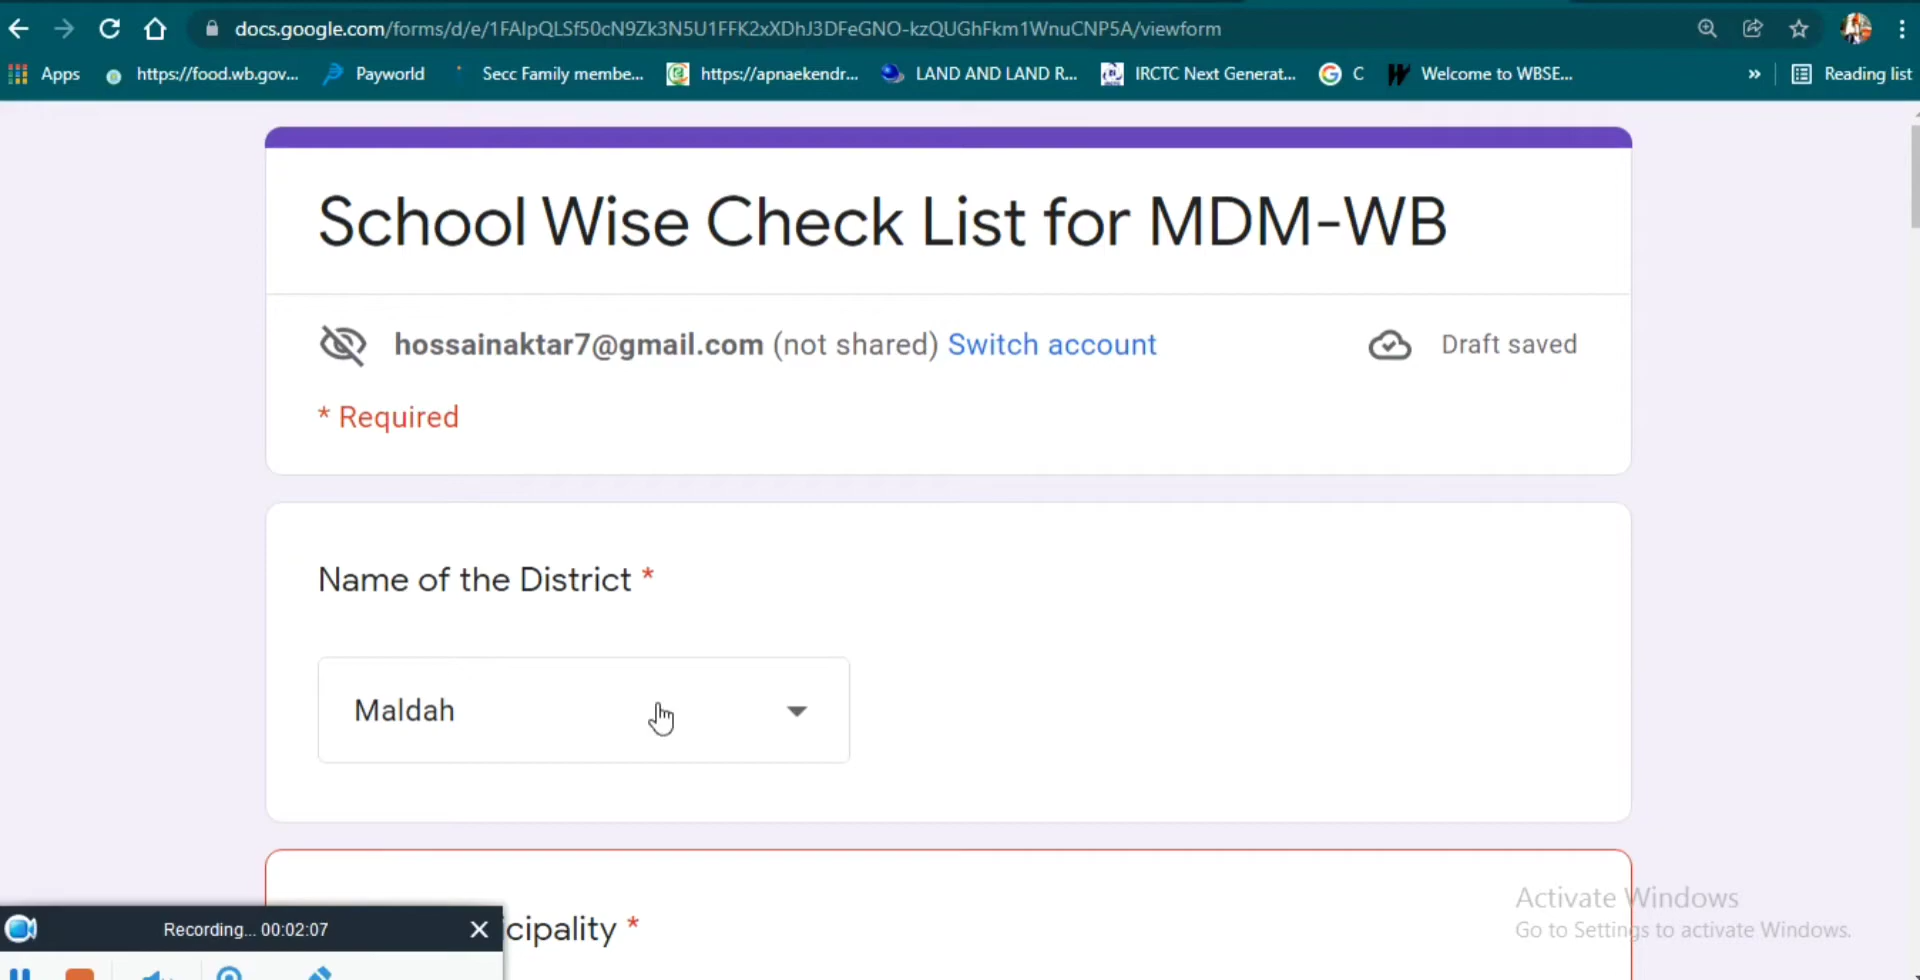 docs.google.com/forms/d/e/1FAIpQLSf50cN9Zk3N5U1FFK2xXDhJ3DFeGNO-kzQUGhFkm1WnuCNP5A/viewform
Apps https://food.wb.gov... Payworld Secc Family membe... https://apnaekendr... LAND AND LAND R... IRCTC Next Generat... C Welcome to WBSE... » Reading list
School Wise Check List for MDM-WB
hossainaktar7@gmail.com (not shared) Switch account Draft saved
* Required
Name of the District *
Maldah
Activate Windows
Go to Settings to activate Windows.
Recording... 00:02:07
cipality *